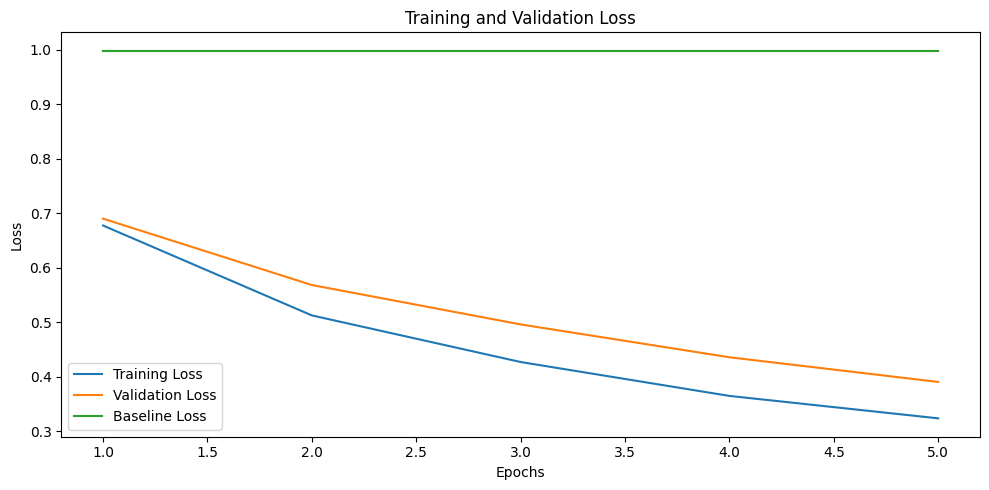 Training and Validation Loss
Loss
1.0
0.9
0.8
0.7
0.6
0.5
0.4
0.3
Training Loss
Validation Loss
Baseline Loss
1.0 1.5 2.0 2.5 3.0 3.5 4.0 4.5 5.0
Epochs